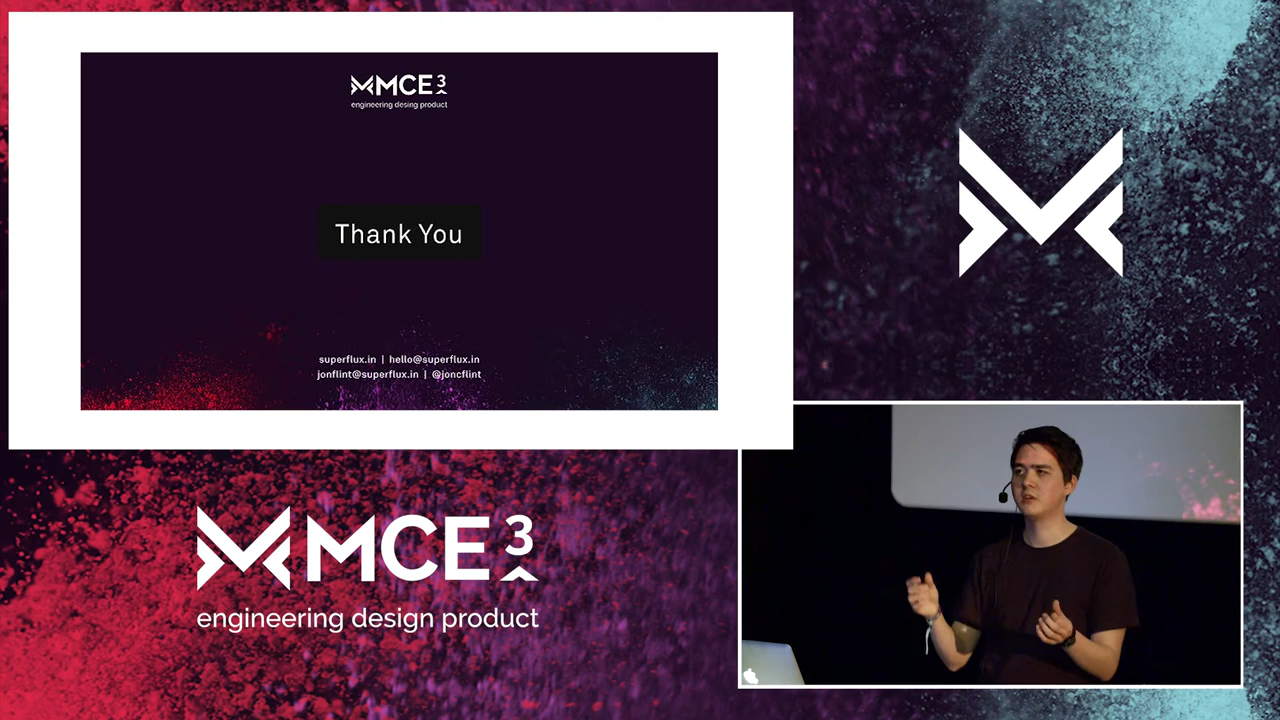 MCE 3
engineering desing product
Thank You
superflux.in | hello@superflux.in
jonflint@superflux.in | @joncflint
MCE 3
engineering design product